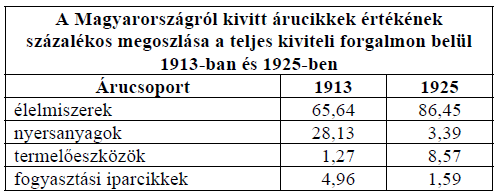 A Magyarországról kivitt árucikkek értékének
százalékos megoszlása a teljes kiviteli forgalmon belül
1913-ban és 1925-ben
Árucsoport 1913 1925
élelmiszerek 65,64 86,45
nyersanyagok 28,13 3,39
termelőeszközök 1,27 8,57
fogyasztási iparcikkek 4,96 1,59